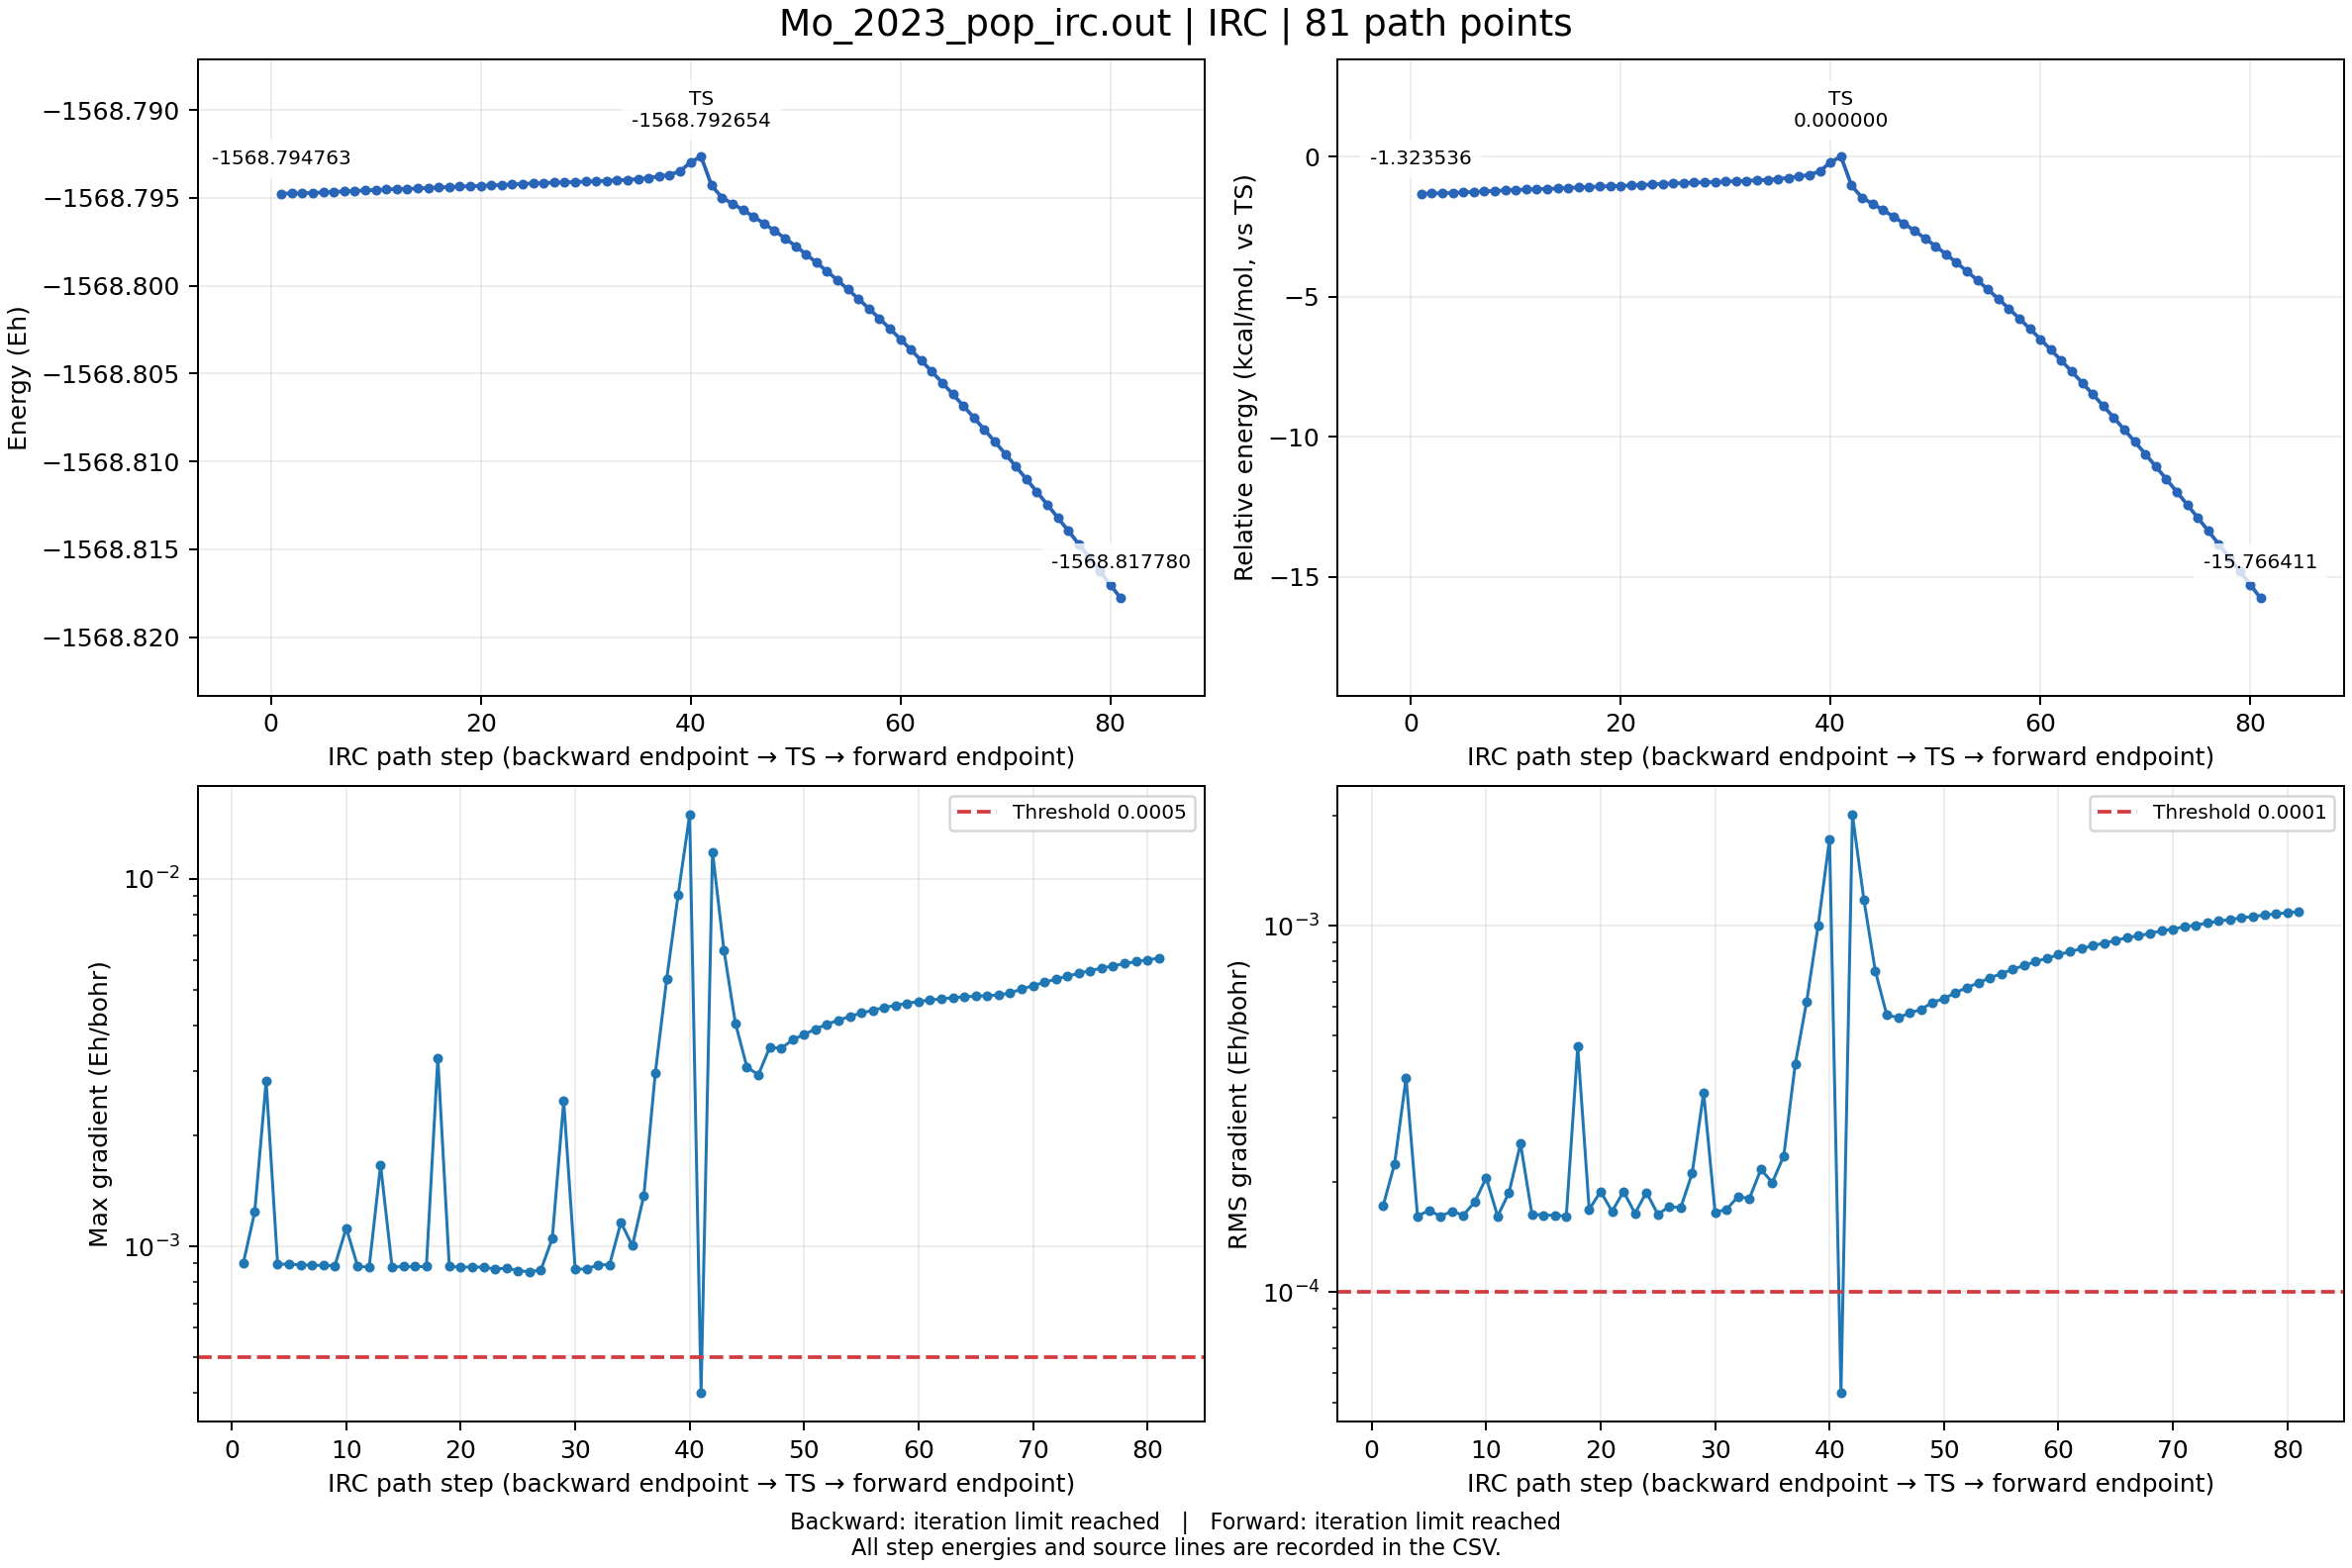 Mo_2023_pop_irc.out | IRC | 81 path points
Energy (Eh)
−1568.790
−1568.795
−1568.800
−1568.805
−1568.810
−1568.815
−1568.820
TS
-1568.792654
-1568.794763
-1568.817780
0 20 40 60 80
IRC path step (backward endpoint → TS → forward endpoint)
Relative energy (kcal/mol, vs TS)
0
−5
−10
−15
TS
0.000000
-1.323536
-15.766411
0 20 40 60 80
IRC path step (backward endpoint → TS → forward endpoint)
Max gradient (Eh/bohr)
10⁻²
10⁻³
Threshold 0.0005
0 10 20 30 40 50 60 70 80
IRC path step (backward endpoint → TS → forward endpoint)
RMS gradient (Eh/bohr)
10⁻³
10⁻⁴
Threshold 0.0001
0 10 20 30 40 50 60 70 80
IRC path step (backward endpoint → TS → forward endpoint)
Backward: iteration limit reached | Forward: iteration limit reached
All step energies and source lines are recorded in the CSV.